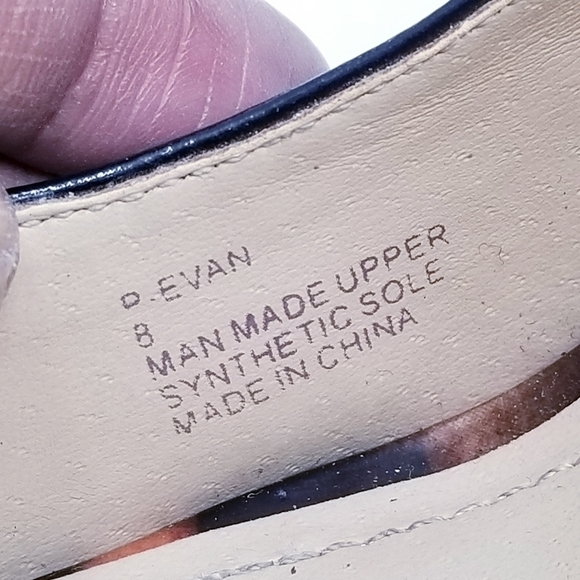 P.EVAN
8
MAN MADE UPPER
SYNTHETIC SOLE
MADE IN CHINA